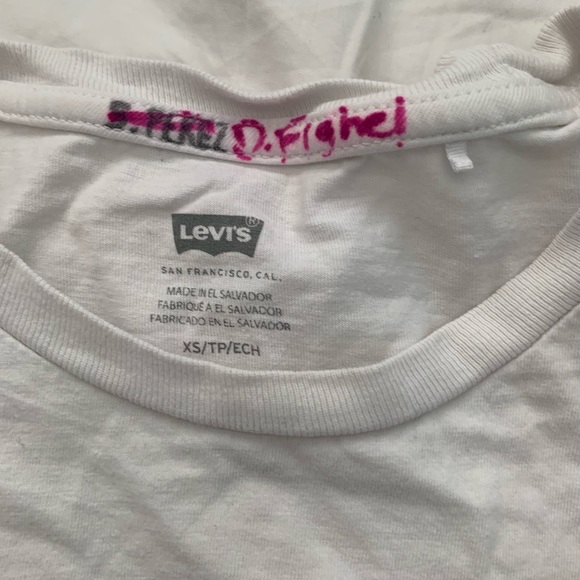 B. PEREZ D. Fighel
Levi's®
SAN FRANCISCO, CAL.
MADE IN EL SALVADOR
FABRIQUÉ A EL SALVADOR
FABRICADO EN EL SALVADOR
XS/TP/ECH